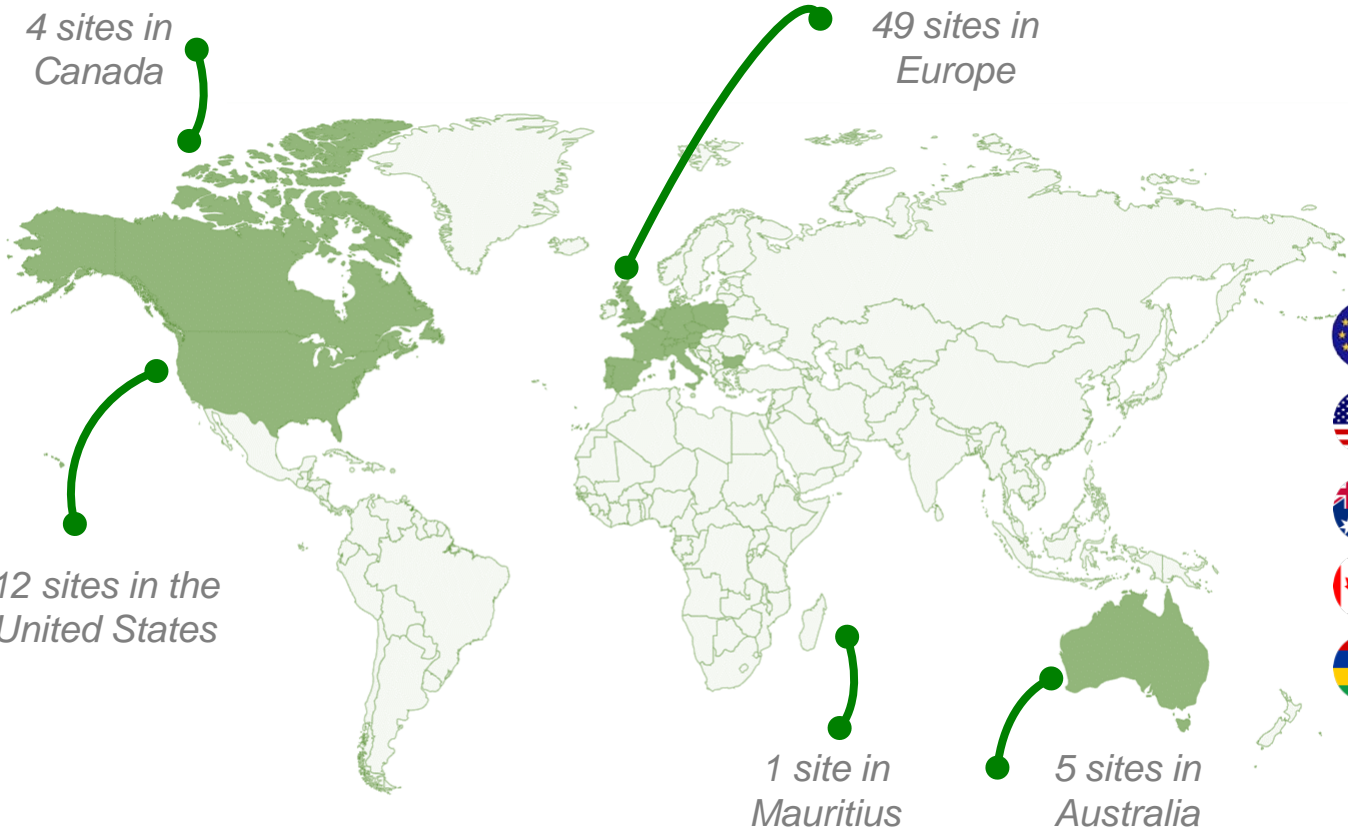 4 sites in
Canada
49 sites in
Europe
12 sites in the
United States
1 site in
Mauritius
5 sites in
Australia